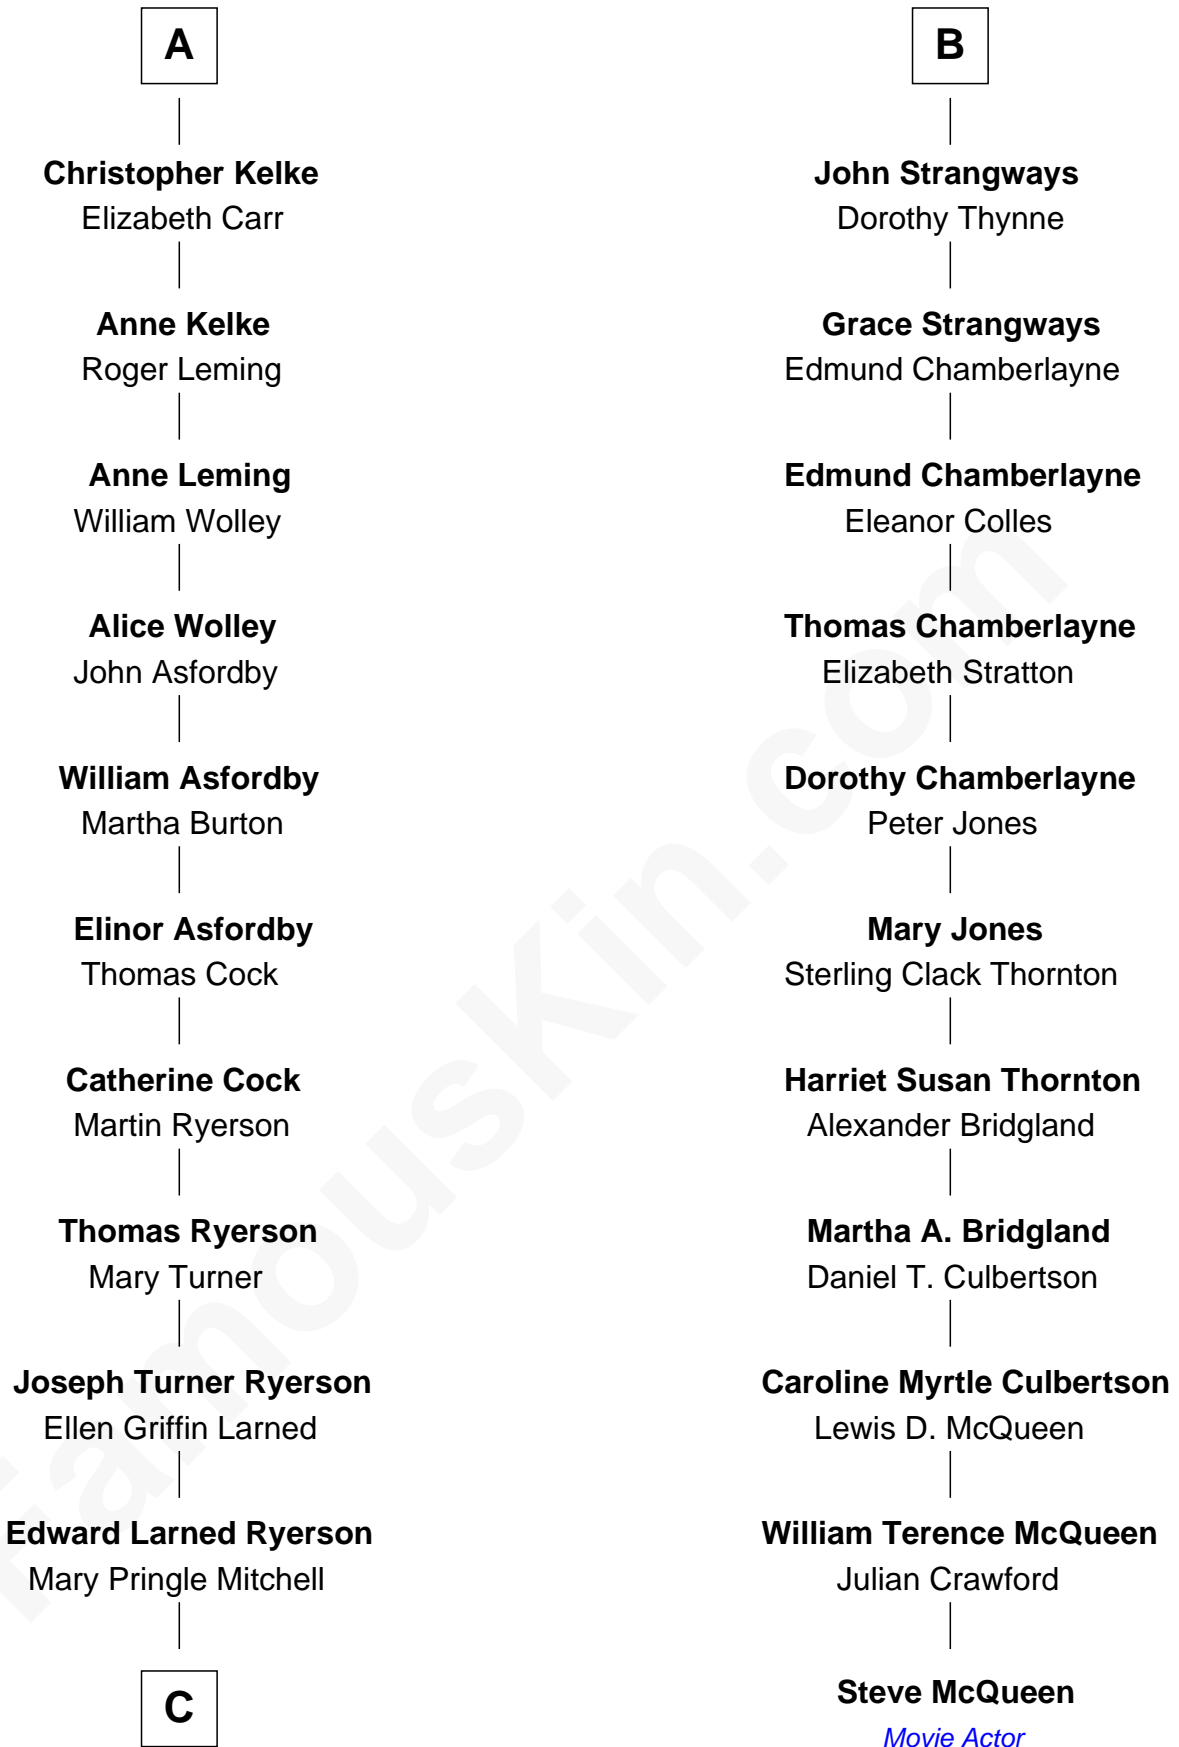 A
Christopher Kelke
Elizabeth Carr
Anne Kelke
Roger Leming
Anne Leming
William Wolley
Alice Wolley
John Asfordby
William Asfordby
Martha Burton
Elinor Asfordby
Thomas Cock
Catherine Cock
Martin Ryerson
Thomas Ryerson
Mary Turner
Joseph Turner Ryerson
Ellen Griffin Larned
Edward Larned Ryerson
Mary Pringle Mitchell
C
B
John Strangways
Dorothy Thynne
Grace Strangways
Edmund Chamberlayne
Edmund Chamberlayne
Eleanor Colles
Thomas Chamberlayne
Elizabeth Stratton
Dorothy Chamberlayne
Peter Jones
Mary Jones
Sterling Clack Thornton
Harriet Susan Thornton
Alexander Bridgland
Martha A. Bridgland
Daniel T. Culbertson
Caroline Myrtle Culbertson
Lewis D. McQueen
William Terence McQueen
Julian Crawford
Steve McQueen
Movie Actor
FamousKin.com